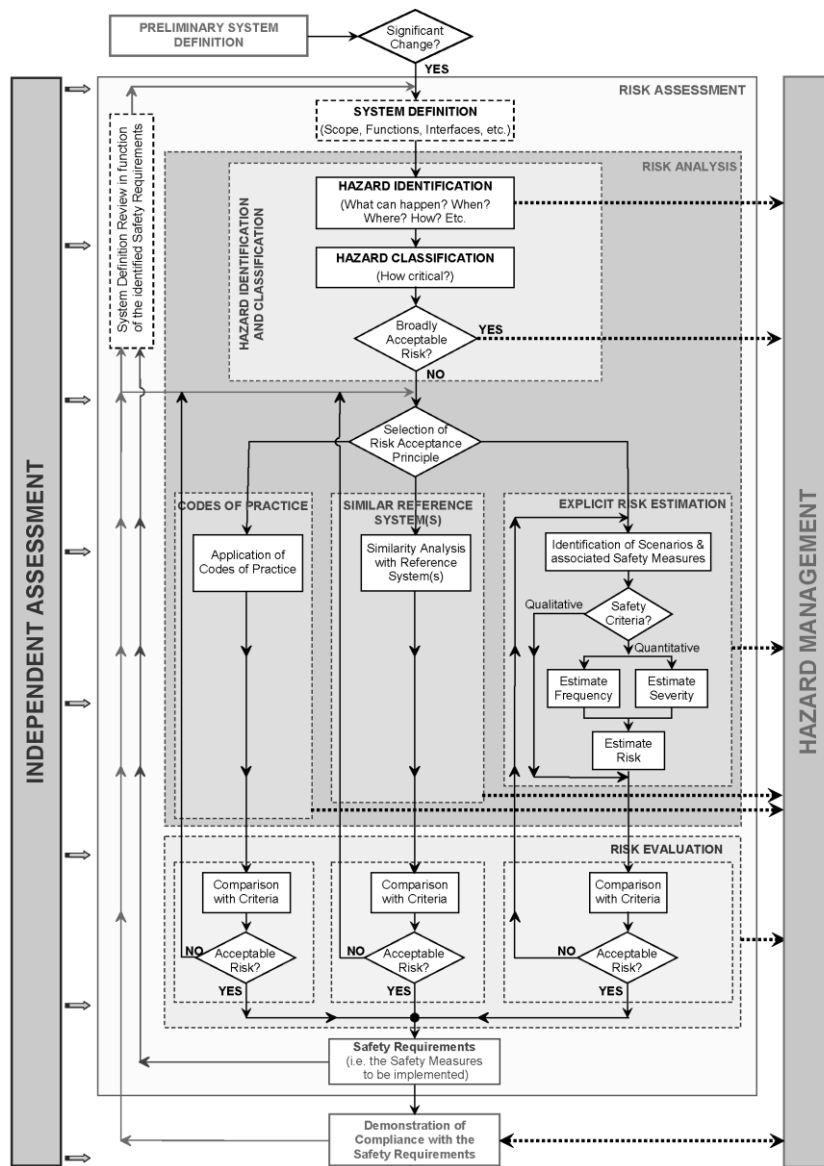 PRELIMINARY SYSTEM
DEFINITION
Significant
Change?
YES
RISK ASSESSMENT
SYSTEM DEFINITION
(Scope, Functions, Interfaces, etc.)
System Definition Review in function
of the identified Safety Requirements
RISK ANALYSIS
HAZARD IDENTIFICATION
AND CLASSIFICATION
HAZARD IDENTIFICATION
(What can happen? When?
Where? How? Etc.
HAZARD CLASSIFICATION
(How critical?)
Broadly
Acceptable
Risk?
YES
NO
Selection of
Risk Acceptance
Principle
INDEPENDENT ASSESSMENT
HAZARD MANAGEMENT
CODES OF PRACTICE
Application of
Codes of Practice
SIMILAR REFERENCE
SYSTEM(S)
Similarity Analysis
with Reference
System(s)
EXPLICIT RISK ESTIMATION
Identification of Scenarios &
associated Safety Measures
Qualitative
Safety
Criteria?
Quantitative
Estimate
Frequency
Estimate
Severity
Estimate
Risk
RISK EVALUATION
Comparison
with Criteria
NO
Acceptable
Risk?
YES
Comparison
with Criteria
NO
Acceptable
Risk?
YES
Comparison
with Criteria
NO
Acceptable
Risk?
YES
Safety Requirements
(i.e. the Safety Measures
to be implemented)
Demonstration of
Compliance with the
Safety Requirements